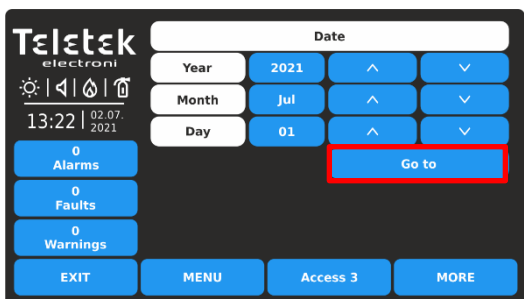 Tεlεtεk
electroni
13:22 | 02.07.
2021
0
Alarms
0
Faults
0
Warnings
Date
Year 2021
Month Jul
Day 01
Go to
EXIT MENU Access 3 MORE